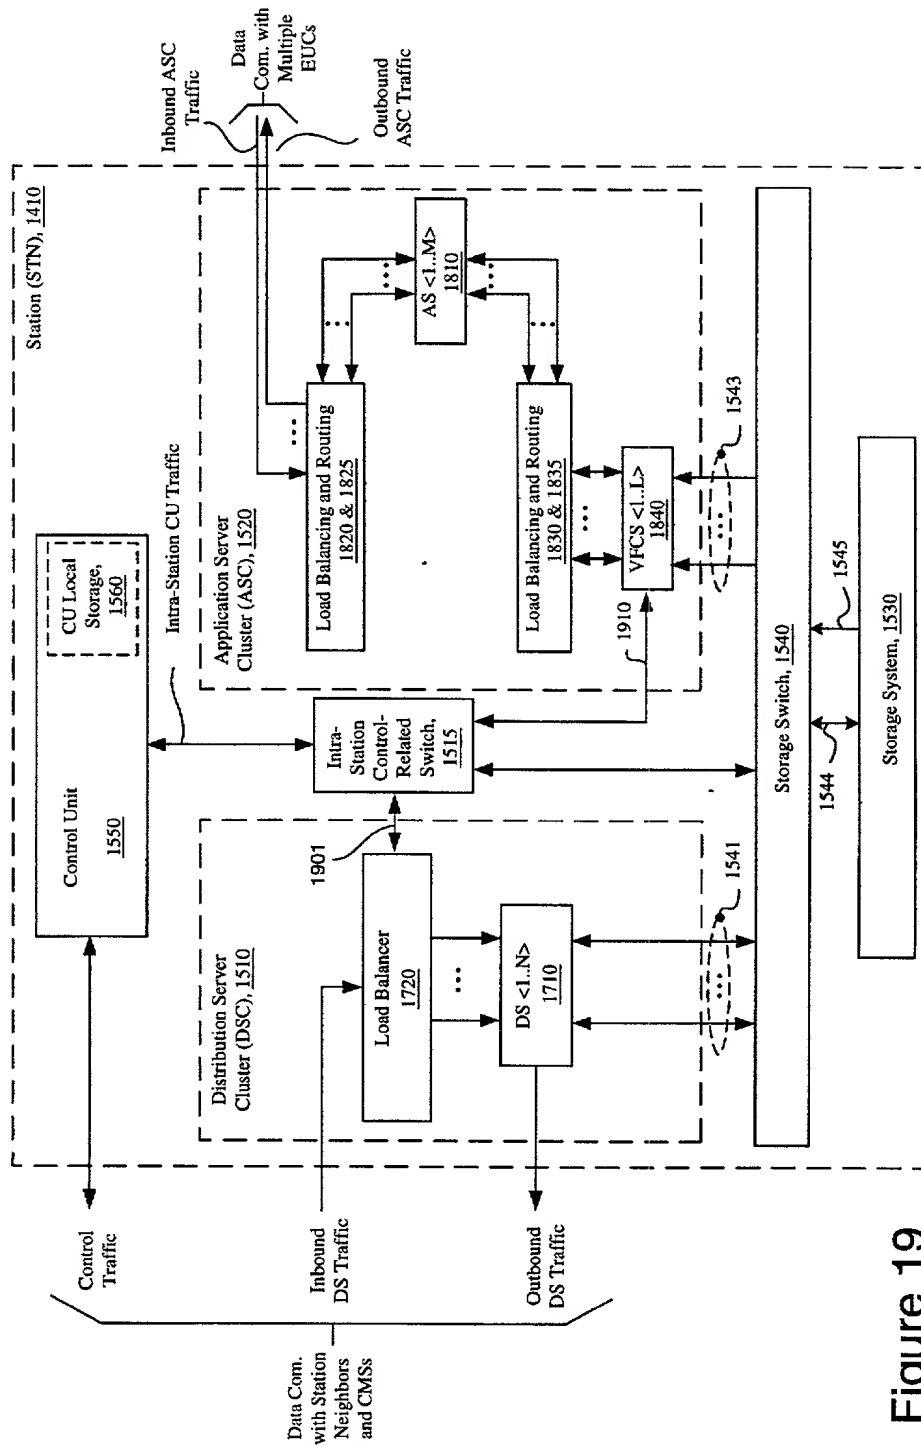 Station (STN), 1410
Control
Traffic
Control Unit
1550
CU Local
Storage,
1560
Intra-Station CU Traffic
Data Com.
with Station
Neighbors
and CMSs
Inbound
DS Traffic
Outbound
DS Traffic
Distribution Server
Cluster (DSC), 1510
Load Balancer
1720
...
DS <1..N>
1710
1901
Intra-
Station
Control-
Related
Switch,
1515
1910
Application Server
Cluster (ASC), 1520
Load Balancing and Routing
1820 & 1825
...
...
...
AS <1..M>
1810
...
...
Load Balancing and Routing
1830 & 1835
...
VFCS <1..L>
1840
Inbound ASC
Traffic
Data
Com. with
Multiple
EUCs
Outbound
ASC Traffic
...
1541
...
1543
Storage Switch, 1540
1544
1545
Storage System, 1530
Figure 19